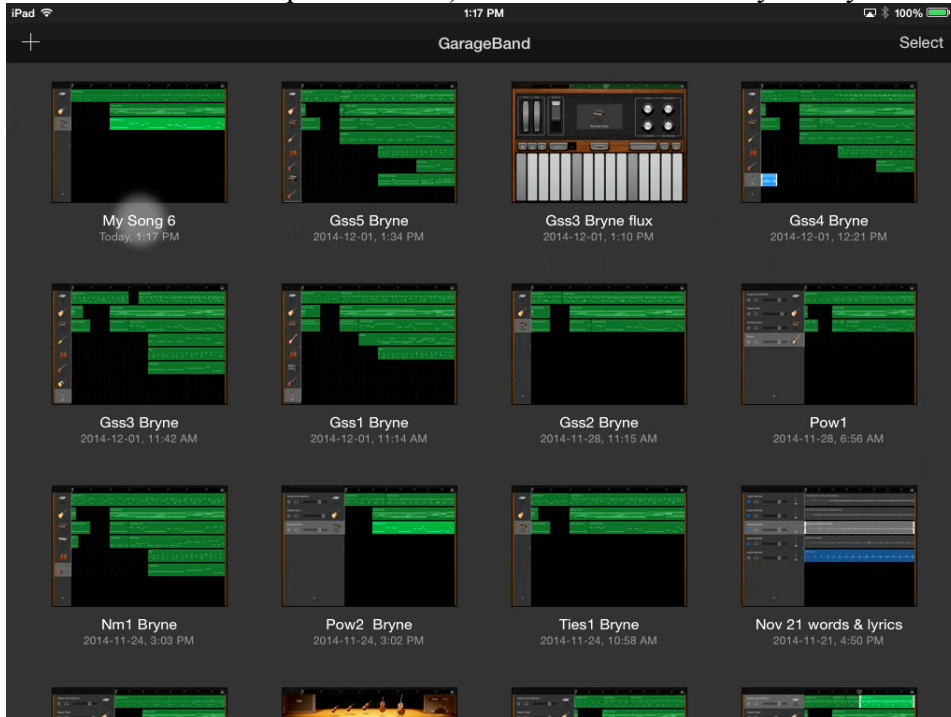 iPad
1:17 PM
100%
GarageBand
Select
My Song 6
Today, 1:17 PM
Gss5 Bryne
2014-12-01, 1:34 PM
Gss3 Bryne flux
2014-12-01, 1:10 PM
Gss4 Bryne
2014-12-01, 12:21 PM
Gss3 Bryne
2014-12-01, 11:42 AM
Gss1 Bryne
2014-12-01, 11:14 AM
Gss2 Bryne
2014-11-28, 11:15 AM
Pow1
2014-11-28, 6:56 AM
Nm1 Bryne
2014-11-24, 3:03 PM
Pow2  Bryne
2014-11-24, 3:02 PM
Ties1 Bryne
2014-11-24, 10:58 AM
Nov 21 words & lyrics
2014-11-21, 4:50 PM